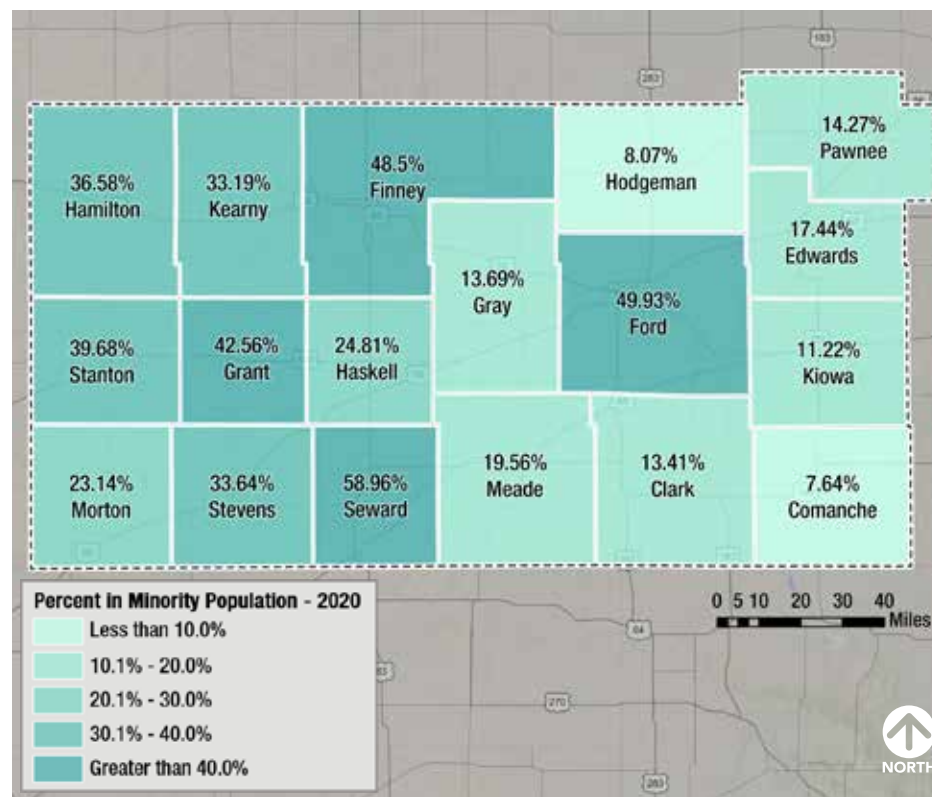 183
283
14.27%
Pawnee
8.07%
Hodgeman
48.5%
Finney
36.58%
Hamilton
33.19%
Kearny
17.44%
Edwards
13.69%
Gray
49.93%
Ford
39.68%
Stanton
42.56%
Grant
24.81%
Haskell
11.22%
Kiowa
23.14%
Morton
33.64%
Stevens
58.96%
Seward
19.56%
Meade
13.41%
Clark
7.64%
Comanche
Percent in Minority Population - 2020
Less than 10.0%
10.1% - 20.0%
20.1% - 30.0%
30.1% - 40.0%
Greater than 40.0%
0 5 10 20 30 40
Miles
64
83
270
283
NORTH